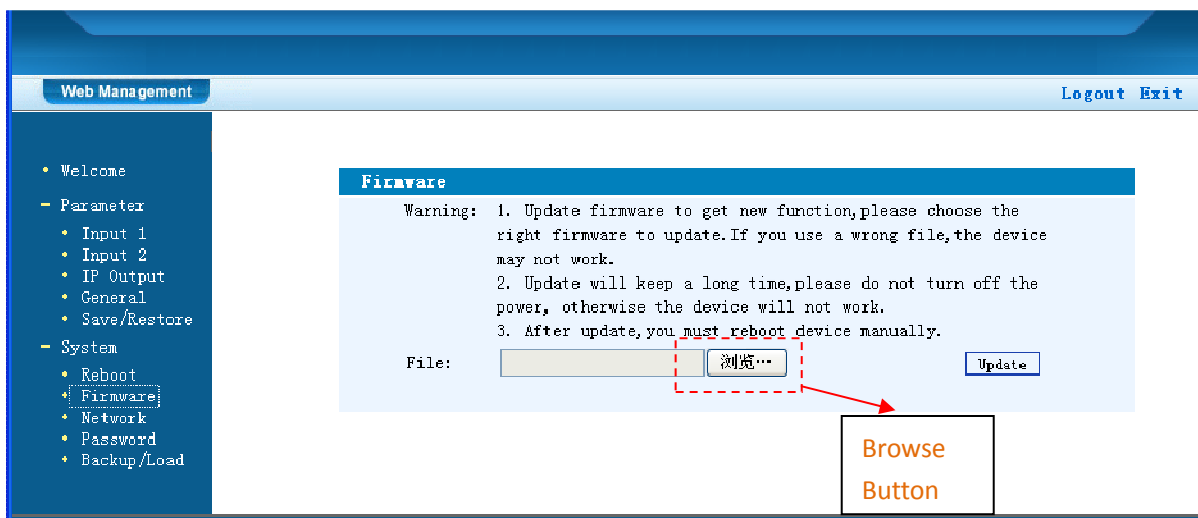 Web Management
Logout Exit
Welcome
Parameter
Input 1
Input 2
IP Output
General
Save/Restore
System
Reboot
Firmware
Network
Password
Backup/Load
Firmware
Warning: 1. Update firmware to get new function,please choose the
right firmware to update.If you use a wrong file,the device
may not work.
2. Update will keep a long time,please do not turn off the
power, otherwise the device will not work.
3. After update,you must reboot device manually.
File: 浏览… Update
Browse
Button